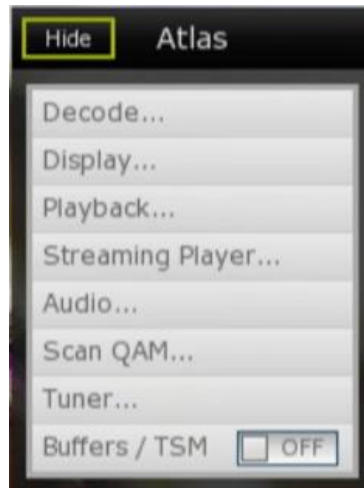 Hide Atlas
Decode...
Display...
Playback...
Streaming Player...
Audio...
Scan QAM...
Tuner...
Buffers / TSM OFF